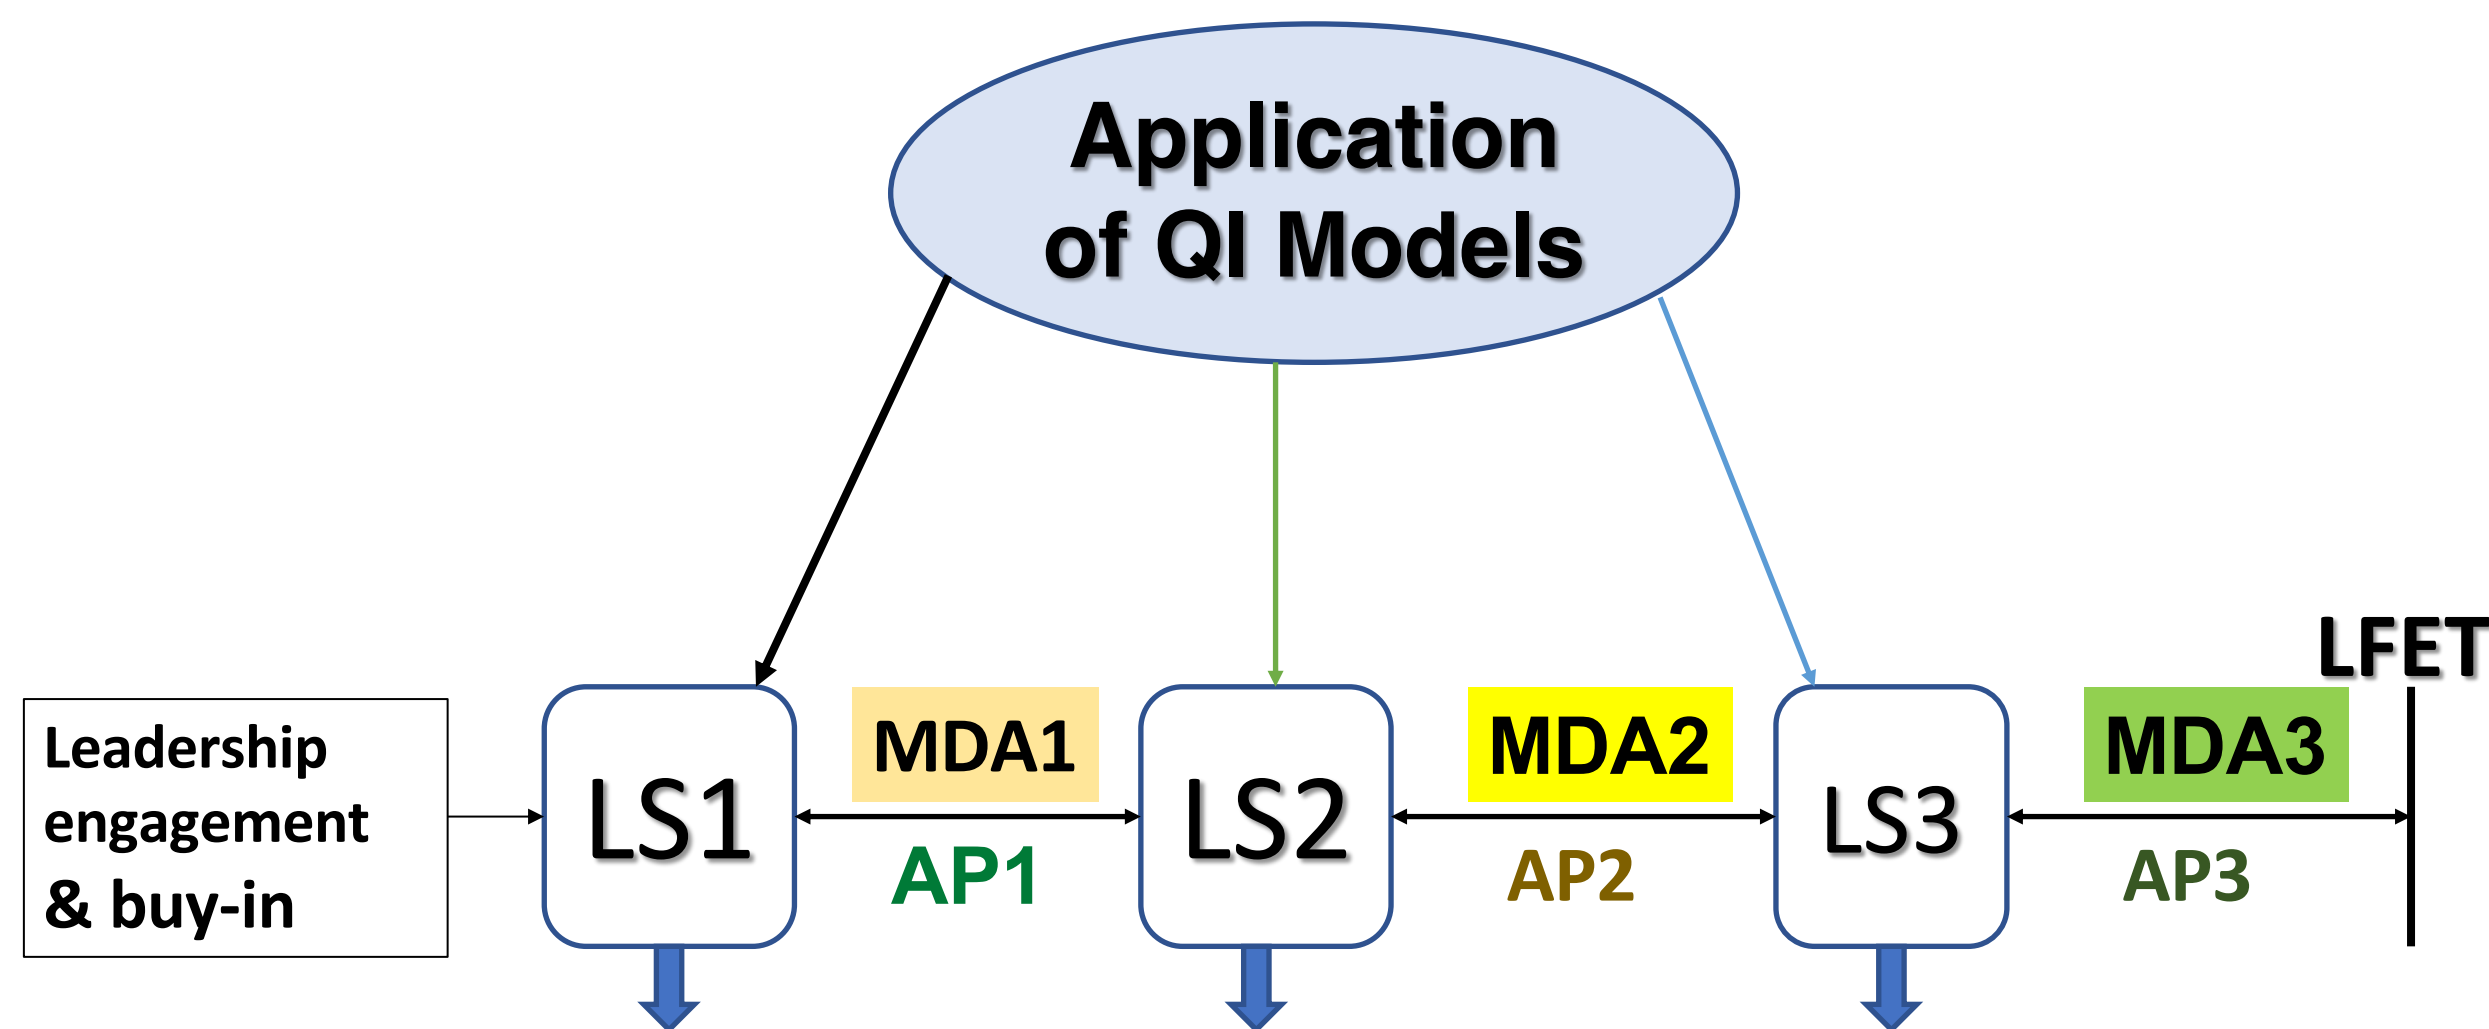 Application
of QI Models
LFET
Leadership
engagement
& buy-in
LS1
MDA1
AP1
LS2
MDA2
AP2
LS3
MDA3
AP3